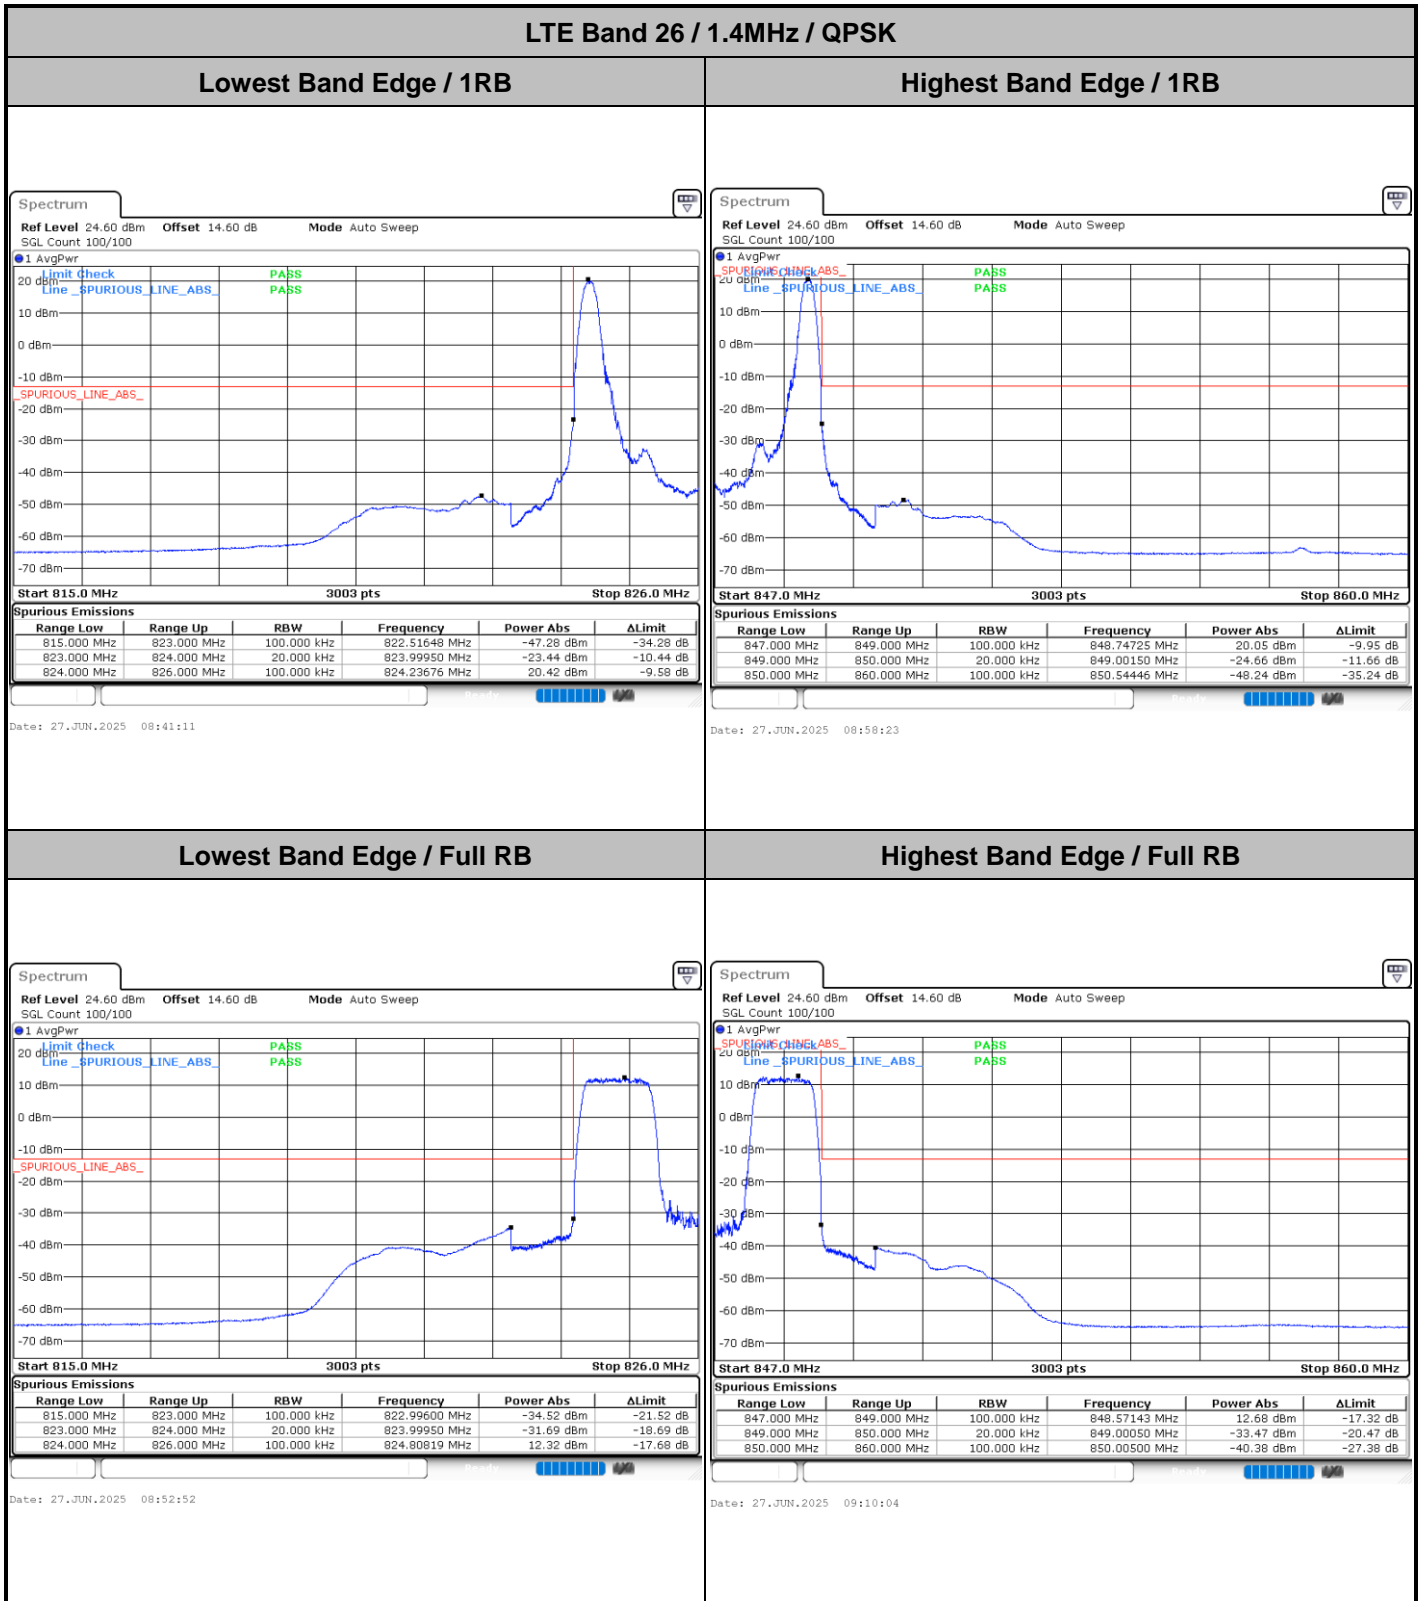 LTE Band 26 / 1.4MHz / QPSK
Lowest Band Edge / 1RB
Highest Band Edge / 1RB
Spectrum
Ref Level 24.60 dBm Offset 14.60 dB Mode Auto Sweep
SGL Count 100/100
1 AvgPwr
Limit Check PASS
20 dBm
Line _SPURIOUS_LINE_ABS_ PASS
10 dBm
0 dBm
-10 dBm
_SPURIOUS_LINE_ABS_
-20 dBm
-30 dBm
-40 dBm
-50 dBm
-60 dBm
-70 dBm
Start 815.0 MHz 3003 pts Stop 826.0 MHz
Spurious Emissions
Range Low Range Up RBW Frequency Power Abs ΔLimit
815.000 MHz 823.000 MHz 100.000 kHz 822.51648 MHz -47.28 dBm -34.28 dB
823.000 MHz 824.000 MHz 20.000 kHz 823.99950 MHz -23.44 dBm -10.44 dB
824.000 MHz 826.000 MHz 100.000 kHz 824.23676 MHz 20.42 dBm -9.58 dB
Ready
Date: 27.JUN.2025 08:41:11
Spectrum
Ref Level 24.60 dBm Offset 14.60 dB Mode Auto Sweep
SGL Count 100/100
1 AvgPwr
_SPURIOUS_LINE_ABS_
Limit Check PASS
20 dBm
Line _SPURIOUS_LINE_ABS_ PASS
10 dBm
0 dBm
-10 dBm
-20 dBm
-30 dBm
-40 dBm
-50 dBm
-60 dBm
-70 dBm
Start 847.0 MHz 3003 pts Stop 860.0 MHz
Spurious Emissions
Range Low Range Up RBW Frequency Power Abs ΔLimit
847.000 MHz 849.000 MHz 100.000 kHz 848.74725 MHz 20.05 dBm -9.95 dB
849.000 MHz 850.000 MHz 20.000 kHz 849.00150 MHz -24.66 dBm -11.66 dB
850.000 MHz 860.000 MHz 100.000 kHz 850.54446 MHz -48.24 dBm -35.24 dB
Ready
Date: 27.JUN.2025 08:58:23
Lowest Band Edge / Full RB
Highest Band Edge / Full RB
Spectrum
Ref Level 24.60 dBm Offset 14.60 dB Mode Auto Sweep
SGL Count 100/100
1 AvgPwr
Limit Check PASS
20 dBm
Line _SPURIOUS_LINE_ABS_ PASS
10 dBm
0 dBm
-10 dBm
_SPURIOUS_LINE_ABS_
-20 dBm
-30 dBm
-40 dBm
-50 dBm
-60 dBm
-70 dBm
Start 815.0 MHz 3003 pts Stop 826.0 MHz
Spurious Emissions
Range Low Range Up RBW Frequency Power Abs ΔLimit
815.000 MHz 823.000 MHz 100.000 kHz 822.99600 MHz -34.52 dBm -21.52 dB
823.000 MHz 824.000 MHz 20.000 kHz 823.99950 MHz -31.69 dBm -18.69 dB
824.000 MHz 826.000 MHz 100.000 kHz 824.80819 MHz 12.32 dBm -17.68 dB
Ready
Date: 27.JUN.2025 08:52:52
Spectrum
Ref Level 24.60 dBm Offset 14.60 dB Mode Auto Sweep
SGL Count 100/100
1 AvgPwr
_SPURIOUS_LINE_ABS_
Limit Check PASS
20 dBm
Line _SPURIOUS_LINE_ABS_ PASS
10 dBm
0 dBm
-10 dBm
-20 dBm
-30 dBm
-40 dBm
-50 dBm
-60 dBm
-70 dBm
Start 847.0 MHz 3003 pts Stop 860.0 MHz
Spurious Emissions
Range Low Range Up RBW Frequency Power Abs ΔLimit
847.000 MHz 849.000 MHz 100.000 kHz 848.57143 MHz 12.68 dBm -17.32 dB
849.000 MHz 850.000 MHz 20.000 kHz 849.00050 MHz -33.47 dBm -20.47 dB
850.000 MHz 860.000 MHz 100.000 kHz 850.00500 MHz -40.38 dBm -27.38 dB
Ready
Date: 27.JUN.2025 09:10:04